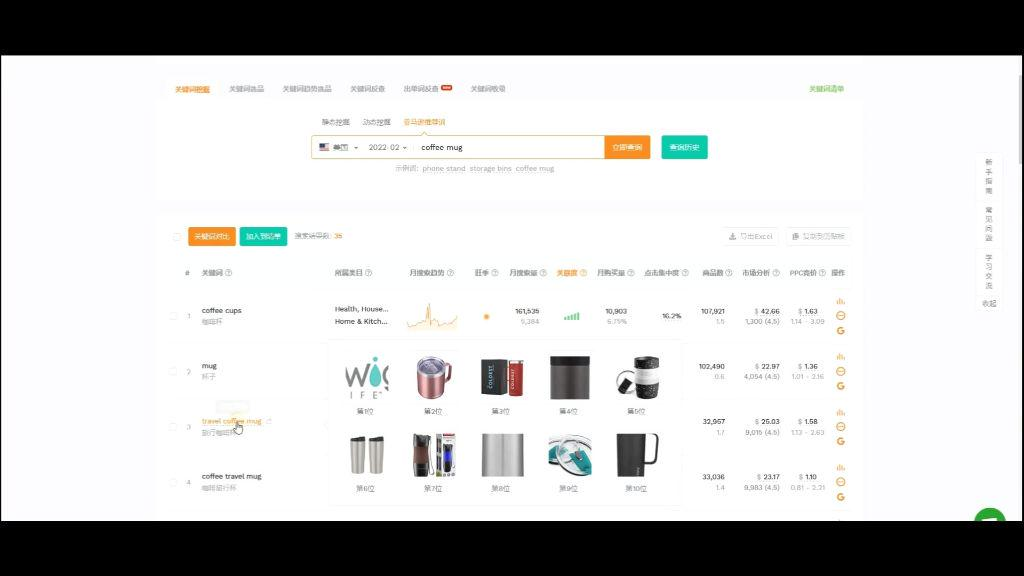 关键词挖掘 关键词选品 关键词趋势选品 关键词反查 出单词反查 关键词收录 关键词清单
静态挖掘 动态挖掘 亚马逊推荐词
美国 2022-02 coffee mug 立即查询 查询历史
示例词: phone stand storage bins coffee mug
新手指南
常见问题
学习交流
收起
关键词对比 加入到清单 搜索结果数: 35 导出Excel 复制到剪贴板
# 关键词 所属类目 月搜索趋势 旺季 月搜索量 关联度 月购买量 点击集中度 商品数 市场分析 PPC竞价 操作
1 coffee cups Health, House... 161,535 10,903 16.2% 107,921 $ 42.66 $ 1.63
咖啡杯 Home & Kitch... 5,384 6.75% 1.5 1,300 (4.5) 1.14 - 3.09
2 mug 102,490 $ 22.97 $ 1.36
杯子 0.6 4,054 (4.5) 1.01 - 2.16
第1位 第2位 第3位 第4位 第5位
3 travel coffee mug 32,957 $ 25.03 $ 1.58
旅行咖啡杯 1.7 9,015 (4.5) 1.13 - 2.63
4 coffee travel mug 33,036 $ 23.17 $ 1.10
咖啡旅行杯 1.4 9,983 (4.5) 0.81 - 2.21
第6位 第7位 第8位 第9位 第10位